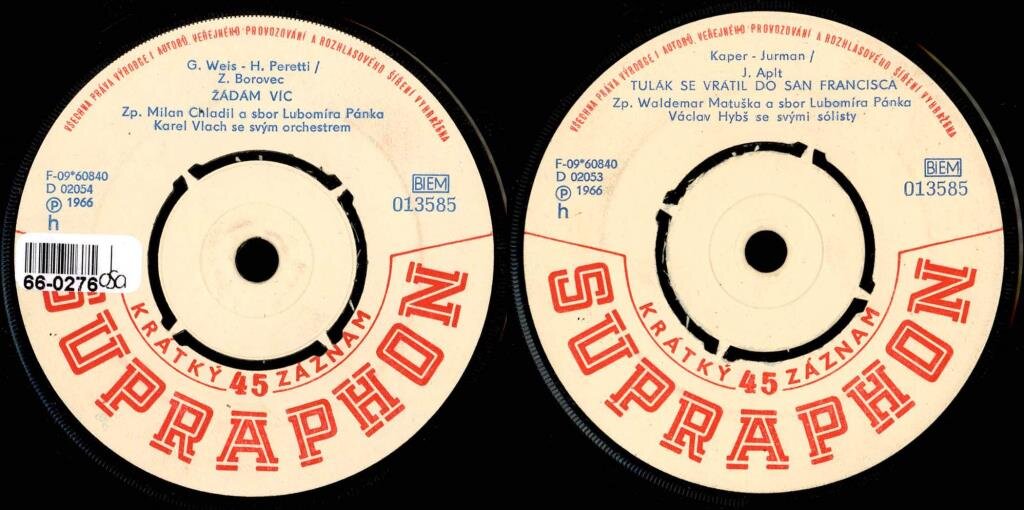 VŠECHNA PRÁVA VÝROBCE I AUTORŮ VEŘEJNÉHO PROVOZOVÁNÍ A ROZHLASOVÉHO ŠÍŘENÍ VYHRAŽENA
G. Weis - H. Peretti /
Z. Borovec
ŽÁDÁM VÍC
Zp. Milan Chladil a sbor Lubomíra Pánka
Karel Vlach se svým orchestrem
F-09*60840
D 02054
Ⓟ 1966
h
BIEM
013585
66-0276
osa
KRÁTKÝ 45 ZÁZNAM
SUPRAPHON
VŠECHNA PRÁVA VÝROBCE I AUTORŮ VEŘEJNÉHO PROVOZOVÁNÍ A ROZHLASOVÉHO ŠÍŘENÍ VYHRAŽENA
Kaper - Jurman /
J. Aplt
TULÁK SE VRÁTIL DO SAN FRANCISCA
Zp. Waldemar Matuška a sbor Lubomíra Pánka
Václav Hybš se svými sólisty
F-09*60840
D 02053
Ⓟ 1966
h
BIEM
013585
KRÁTKÝ 45 ZÁZNAM
SUPRAPHON